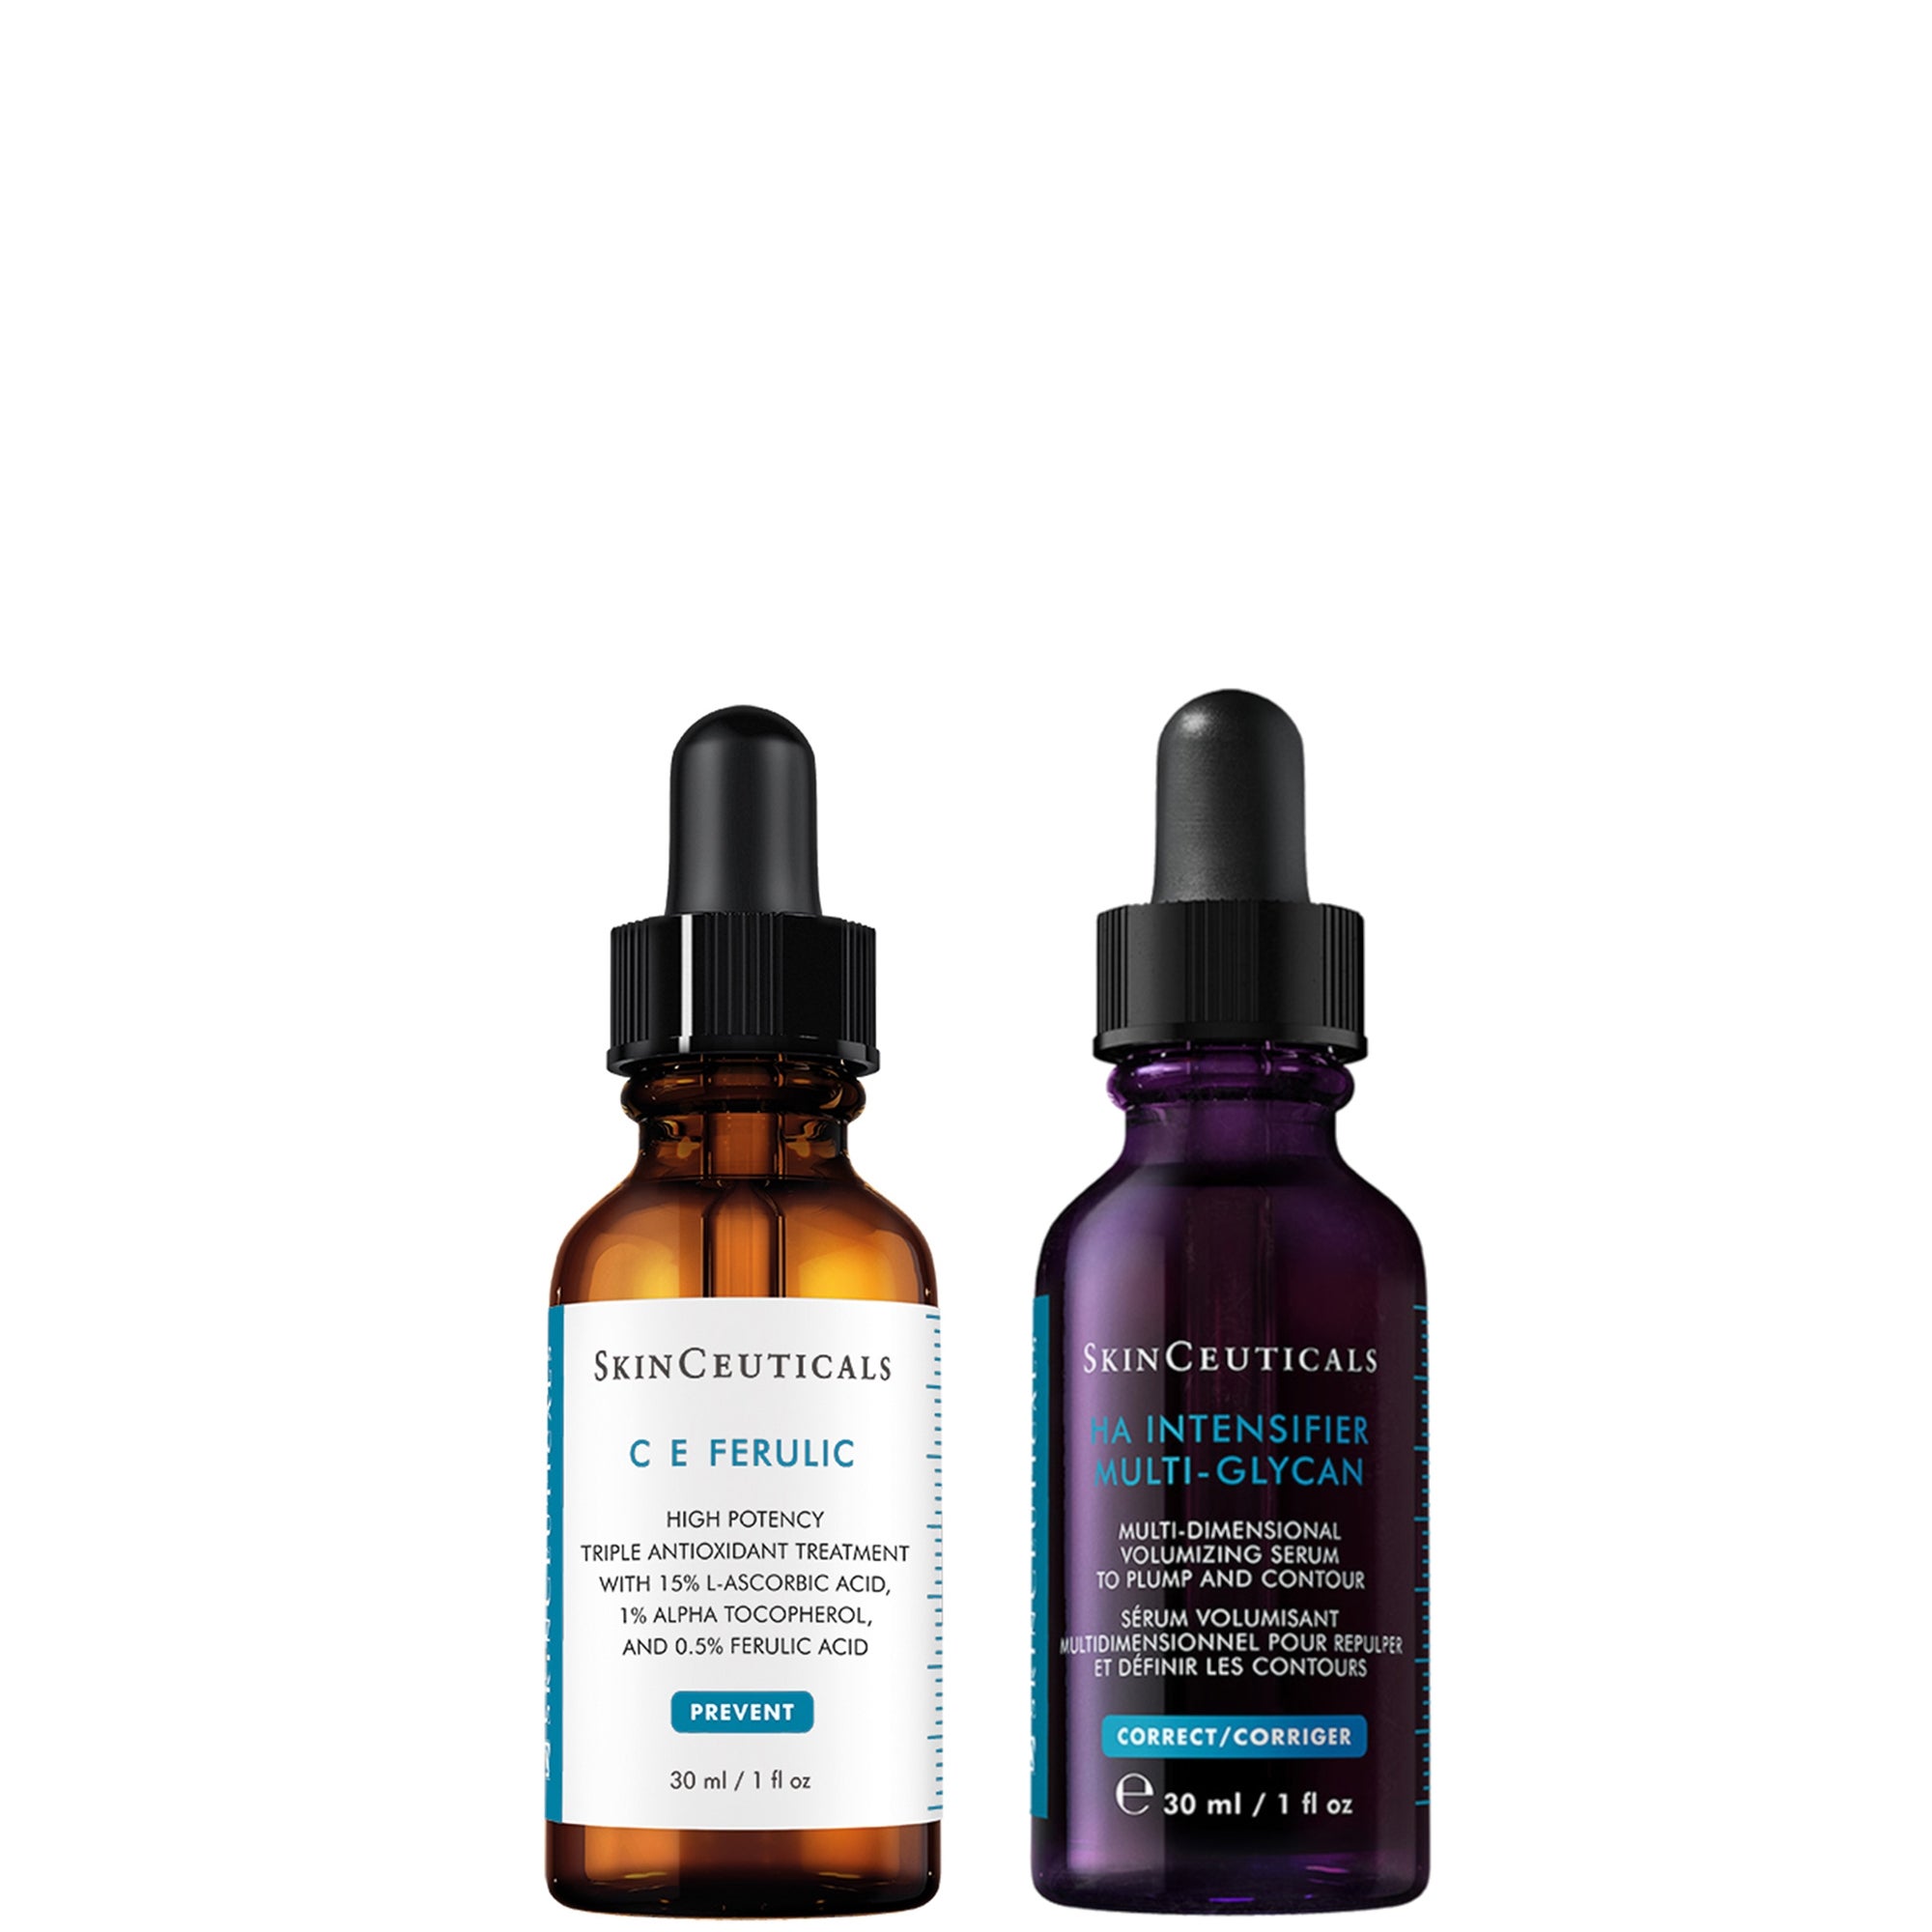 SKINCEUTICALS
C E FERULIC
HIGH POTENCY
TRIPLE ANTIOXIDANT TREATMENT
WITH 15% L-ASCORBIC ACID,
1% ALPHA TOCOPHEROL,
AND 0.5% FERULIC ACID
PREVENT
30 ml / 1 fl oz
SKINCEUTICALS
HA INTENSIFIER
MULTI-GLYCAN
MULTI-DIMENSIONAL
VOLUMIZING SERUM
TO PLUMP AND CONTOUR
SÉRUM VOLUMISANT
MULTIDIMENSIONNEL POUR REPULPER
ET DÉFINIR LES CONTOURS
CORRECT/CORRIGER
℮ 30 ml / 1 fl oz